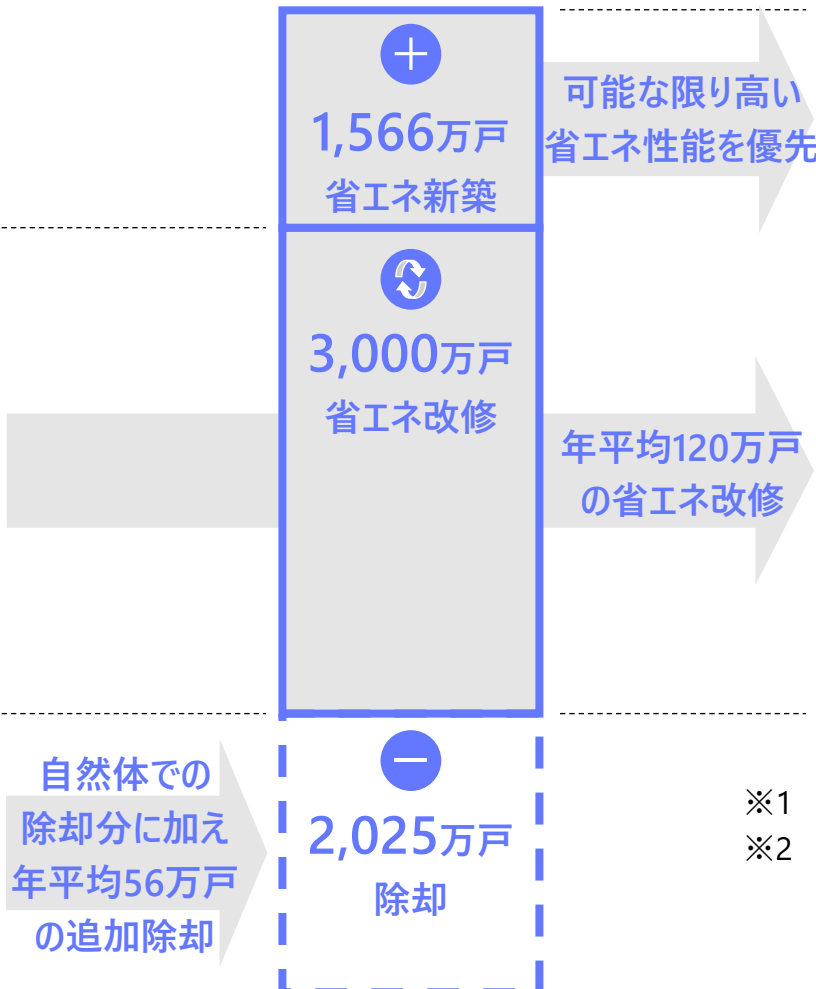 1,566万戸
省エネ新築
可能な限り高い
省エネ性能を優先
3,000万戸
省エネ改修
年平均120万戸
の省エネ改修
自然体での
除却分に加え
年平均56万戸
の追加除却
2,025万戸
除却
※1
※2